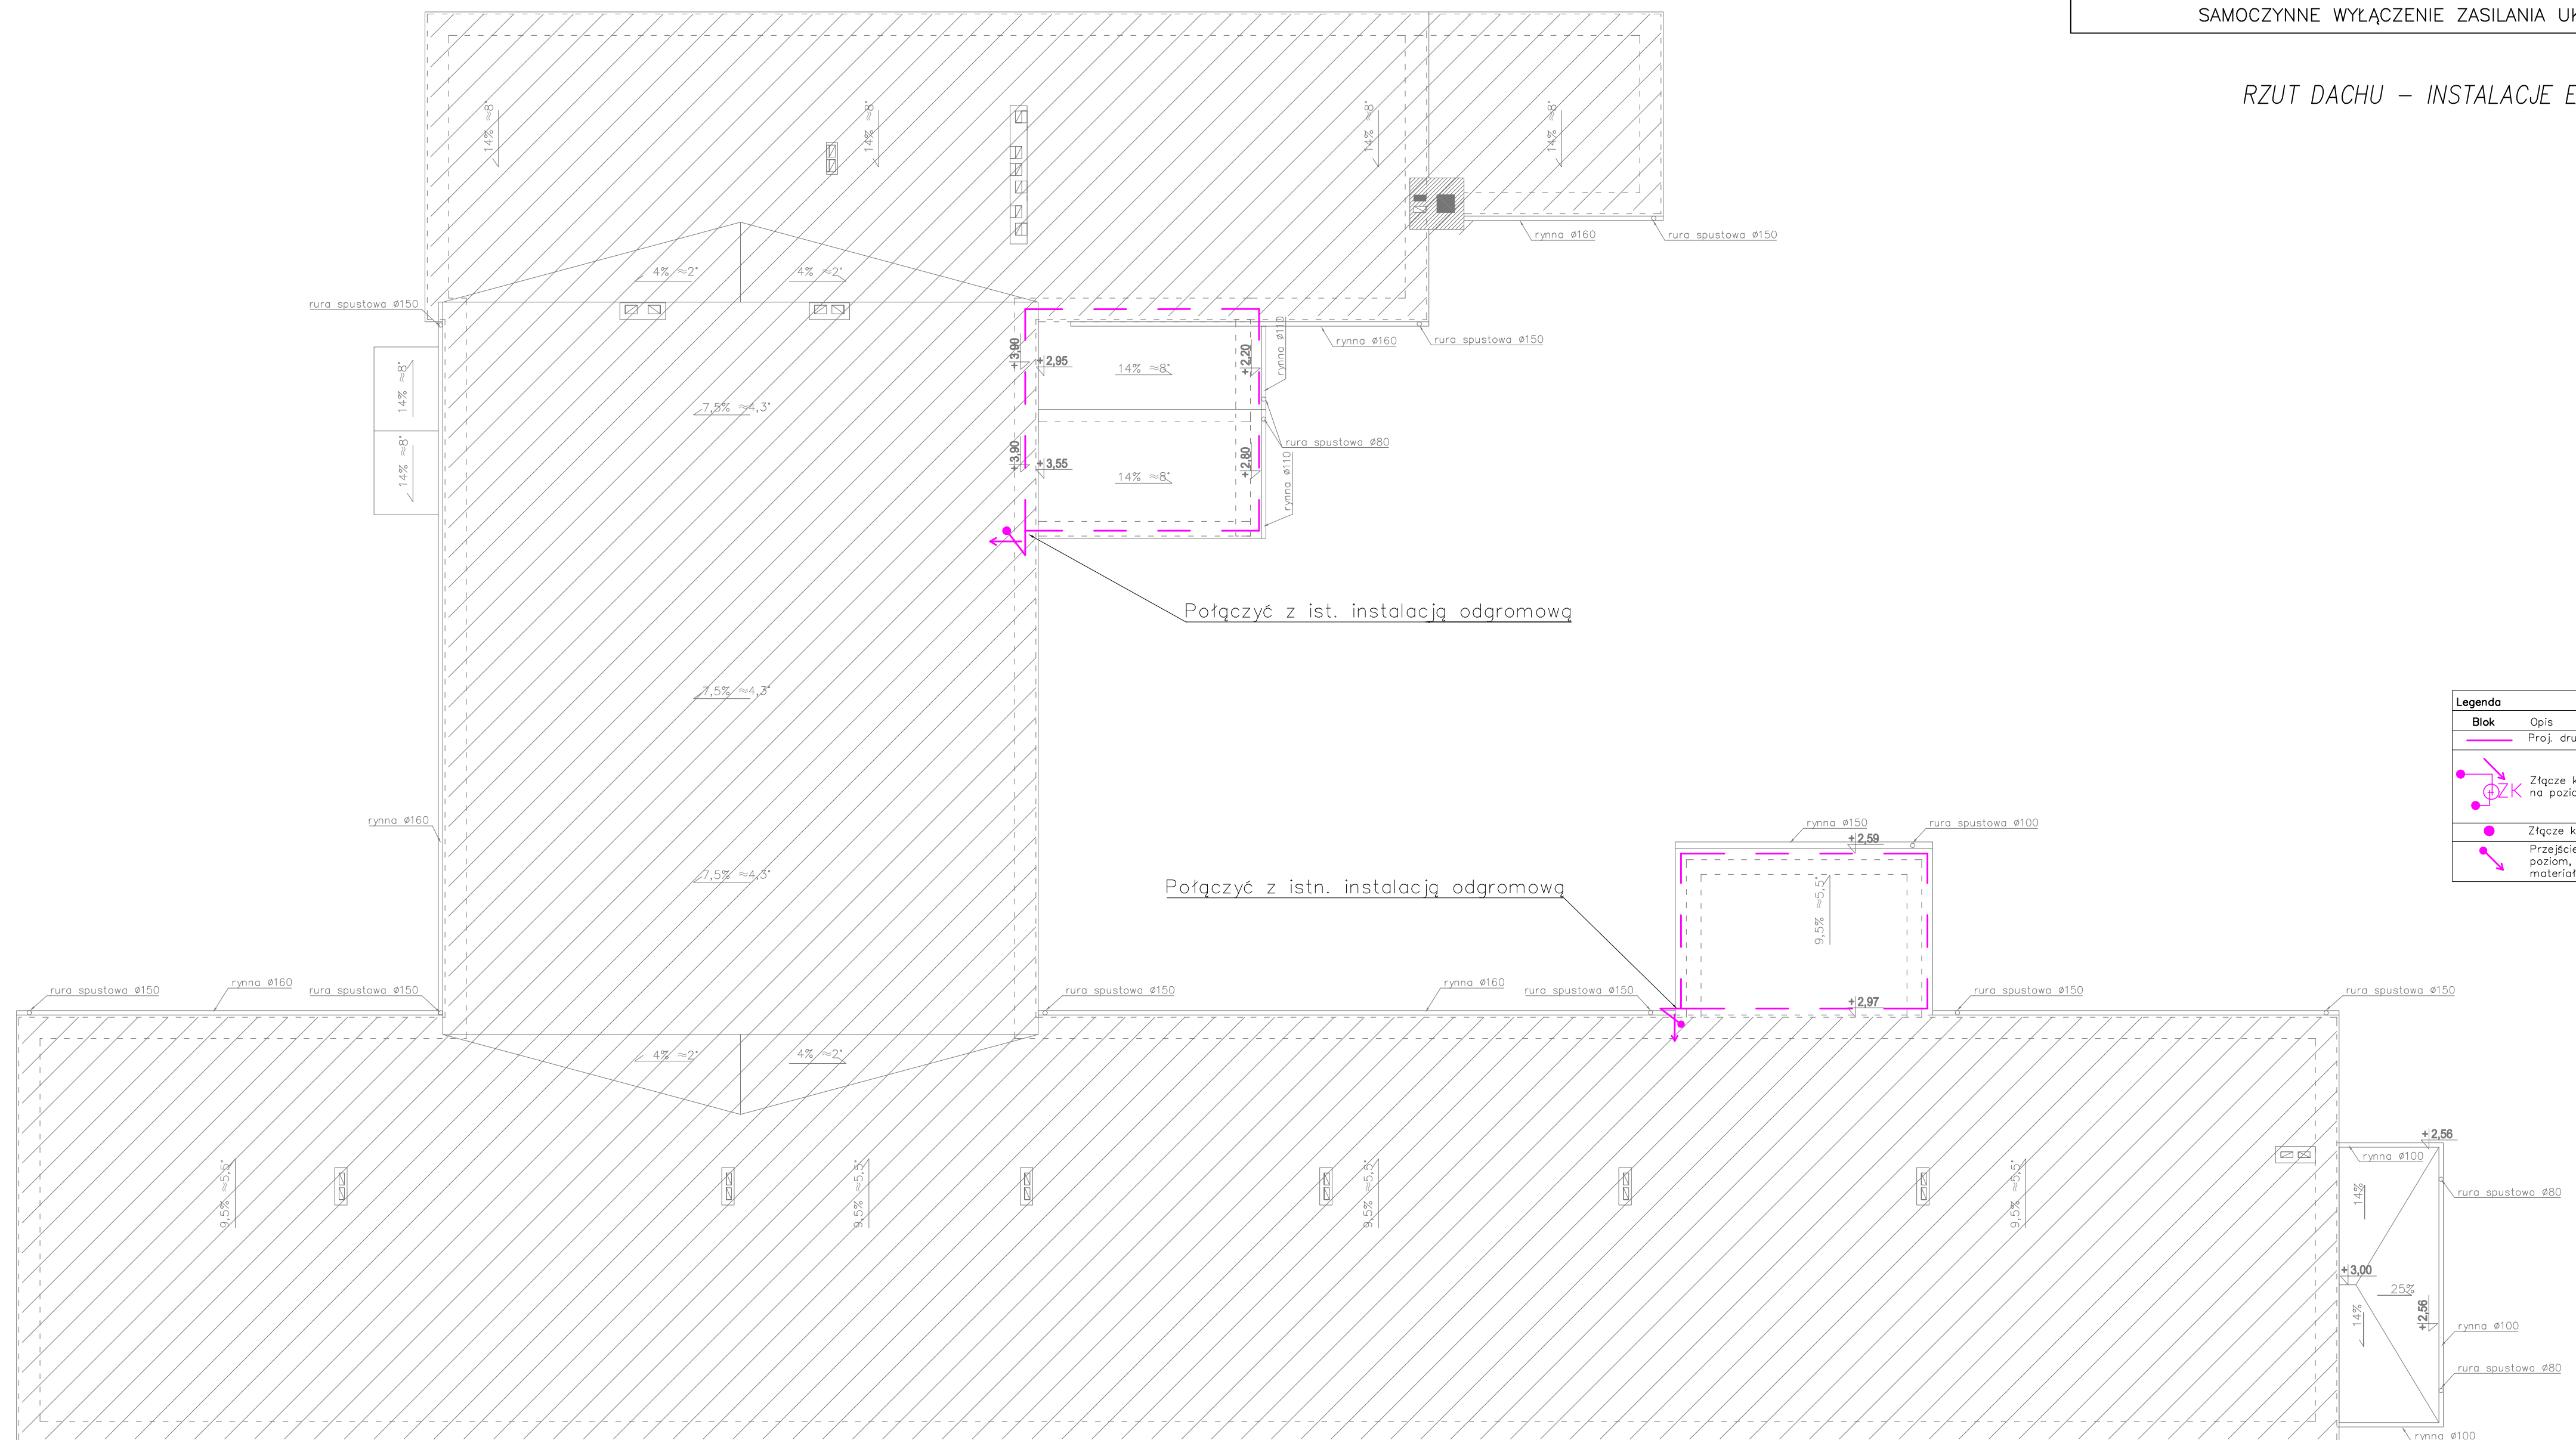 SAMOCZYNNE WYŁĄCZENIE ZASILANIA
RZUT DACHU – INSTALACJE
14% ≈8°
14% ≈8°
14% ≈8°
14% ≈8°
rynna ø160
rura spustowa ø150
4% ≈2°
4% ≈2°
rura spustowa ø150
rynna ø110
rynna ø160
rura spustowa ø150
+3,90
+2,95
14% ≈8°
+2,20
14% ≈8°
7,5% ≈4,3°
rura spustowa ø80
+3,90
+3,55
14% ≈8°
+2,80
rynna ø110
14% ≈8°
Połączyć z ist. instalacją odgromową
7,5% ≈4,3°
Legenda
Blok Opis
Proj.
ZK
Złącze
na
Złącze
Przejście
poziom,
rynna ø160
rynna ø150
+2,59
rura spustowa ø100
7,5% ≈4,3°
Połączyć z istn. instalacją odgromową
9,5% ≈5,5°
rura spustowa ø150
rynna ø160
rura spustowa ø150
rura spustowa ø150
rynna ø160
rura spustowa ø150
+2,97
rura spustowa ø150
rura spustowa ø150
4% ≈2°
4% ≈2°
+2,56
rynna ø100
9,5% ≈5,5°
9,5% ≈5,5°
9,5% ≈5,5°
9,5% ≈5,5°
14%
rura spustowa ø80
+3,00
25%
14%
+2,56
rynna ø100
rura spustowa ø80
rynna ø100